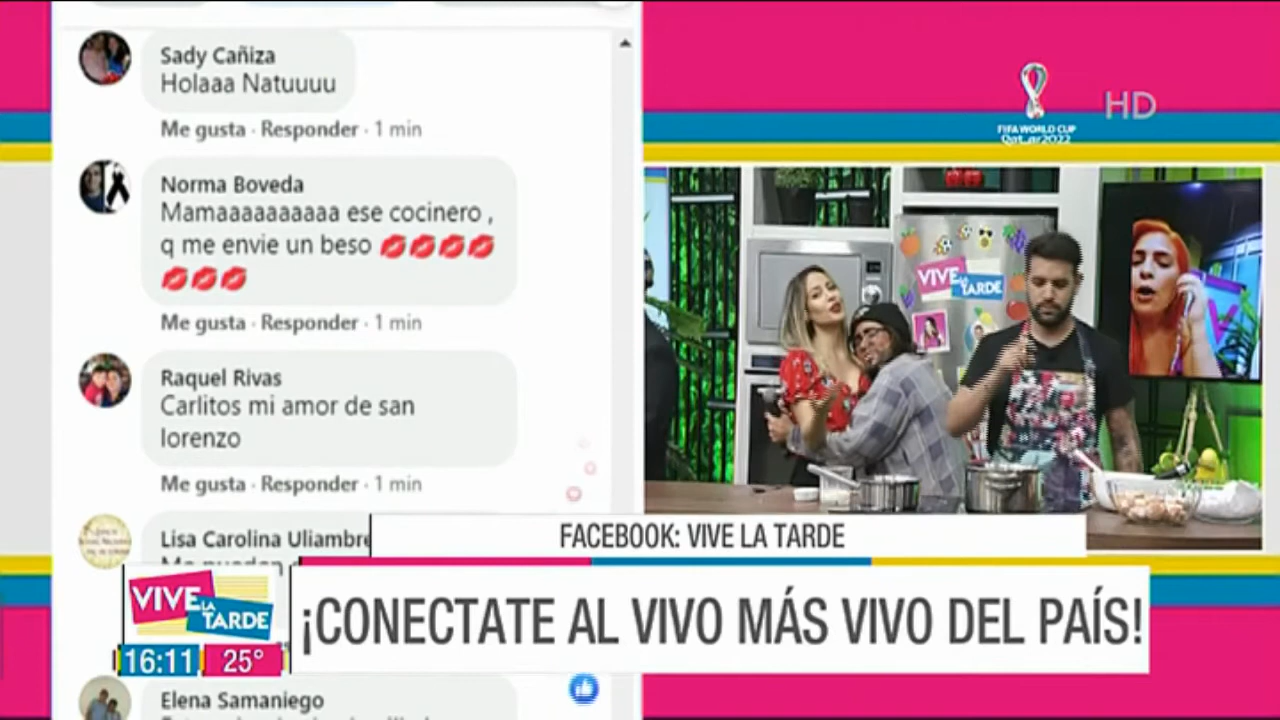 Sady Cañiza
Holaaa Natuuuu
Me gusta · Responder · 1 min
Norma Boveda
Mamaaaaaaaaaa ese cocinero ,
q me envie un beso 💋💋💋💋
💋💋💋
Me gusta · Responder · 1 min
Raquel Rivas
Carlitos mi amor de san
lorenzo
Me gusta · Responder · 1 min
Lisa Carolina
Elena Samaniego
FIFA WORLD CUP
Qatar2022
HD
VIVE
LA
TARDE
FACEBOOK: VIVE LA TARDE
¡CONECTATE AL VIVO MÁS VIVO DEL PAÍS!
VIVE
LA
TARDE
16:11 25°